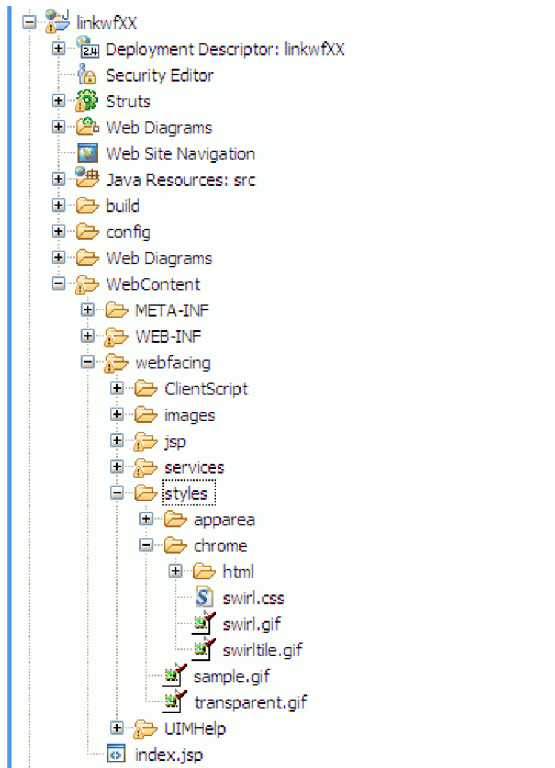 linkwfXX
2.4 Deployment Descriptor: linkwfXX
Security Editor
Struts
Web Diagrams
Web Site Navigation
Java Resources: src
build
config
Web Diagrams
WebContent
META-INF
WEB-INF
webfacing
ClientScript
images
jsp
services
styles
apparea
chrome
html
S swirl.css
swirl.gif
swirltile.gif
sample.gif
transparent.gif
UIMHelp
index.jsp